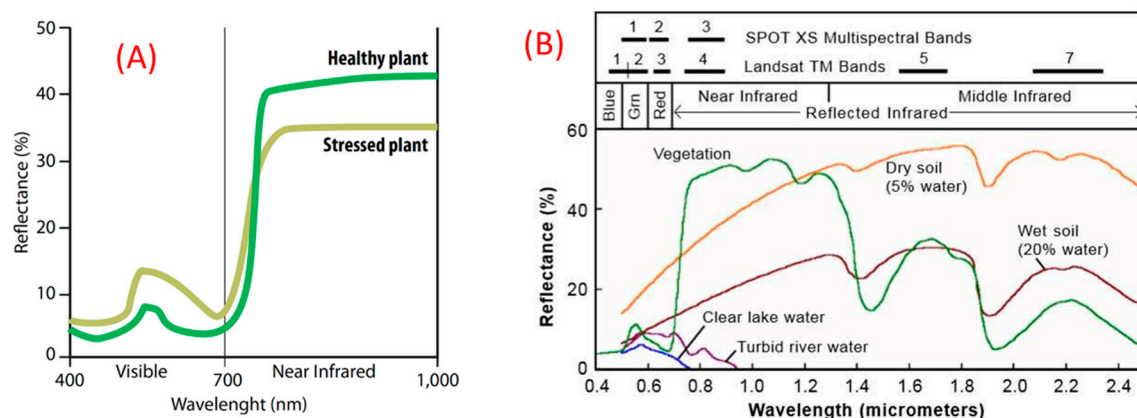 (A)
50
40
30
20
10
0
Reflectance (%)
Healthy plant
Stressed plant
400
Visible
700
Near Infrared
1,000
Wavelenght (nm)
(B)
1 2 3
SPOT XS Multispectral Bands
1 2 3 4
Landsat TM Bands
5 7
Blue
Grn
Red
Near Infrared
Middle Infrared
Reflected Infrared
60
40
20
0
Reflectance (%)
Vegetation
Dry soil
(5% water)
Wet soil
(20% water)
Clear lake water
Turbid river water
0.4 0.6 0.8 1.0 1.2 1.4 1.6 1.8 2.0 2.2 2.4
Wavelength (micrometers)